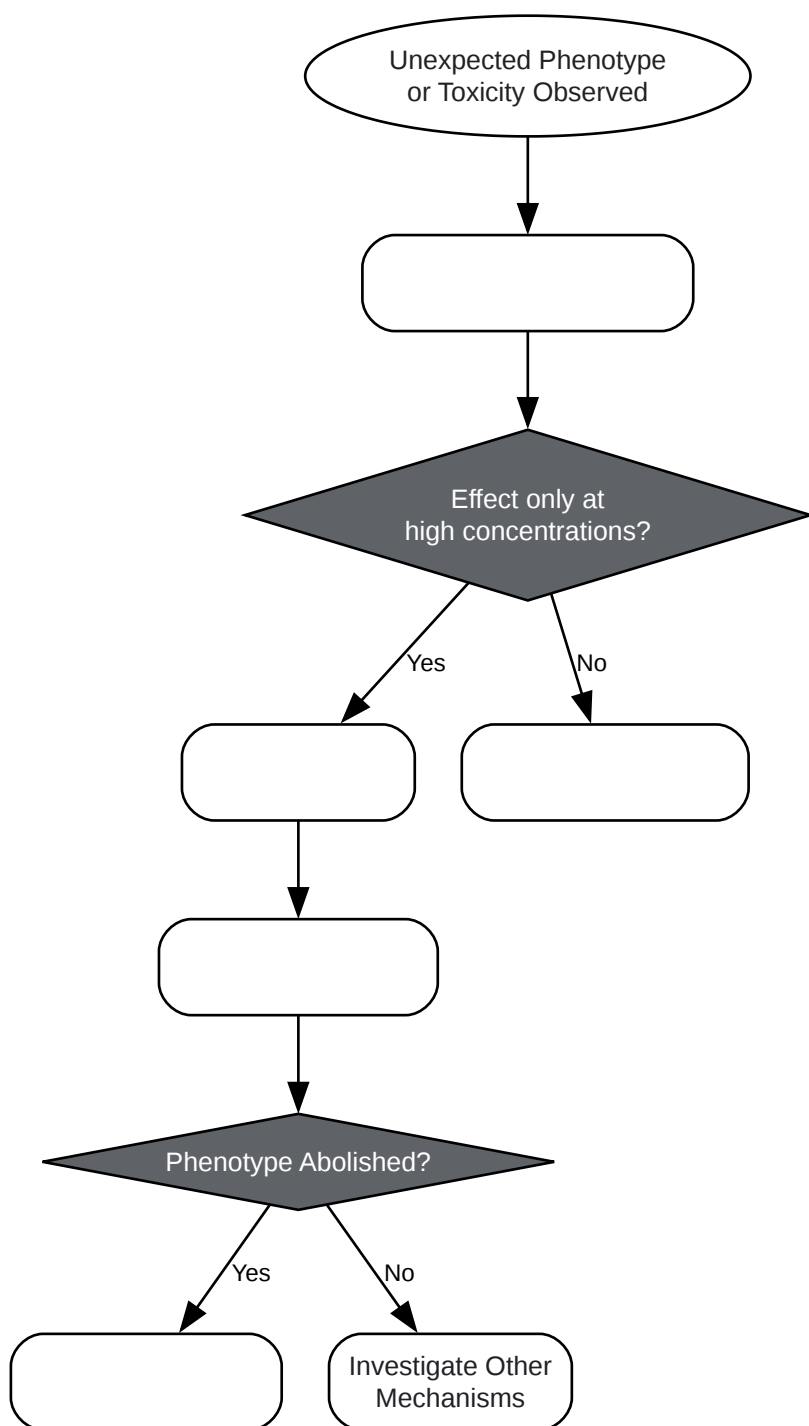 Unexpected Phenotype
or Toxicity Observed
Effect only at
high concentrations?
Yes
No
Phenotype Abolished?
Yes
No
Investigate Other
Mechanisms